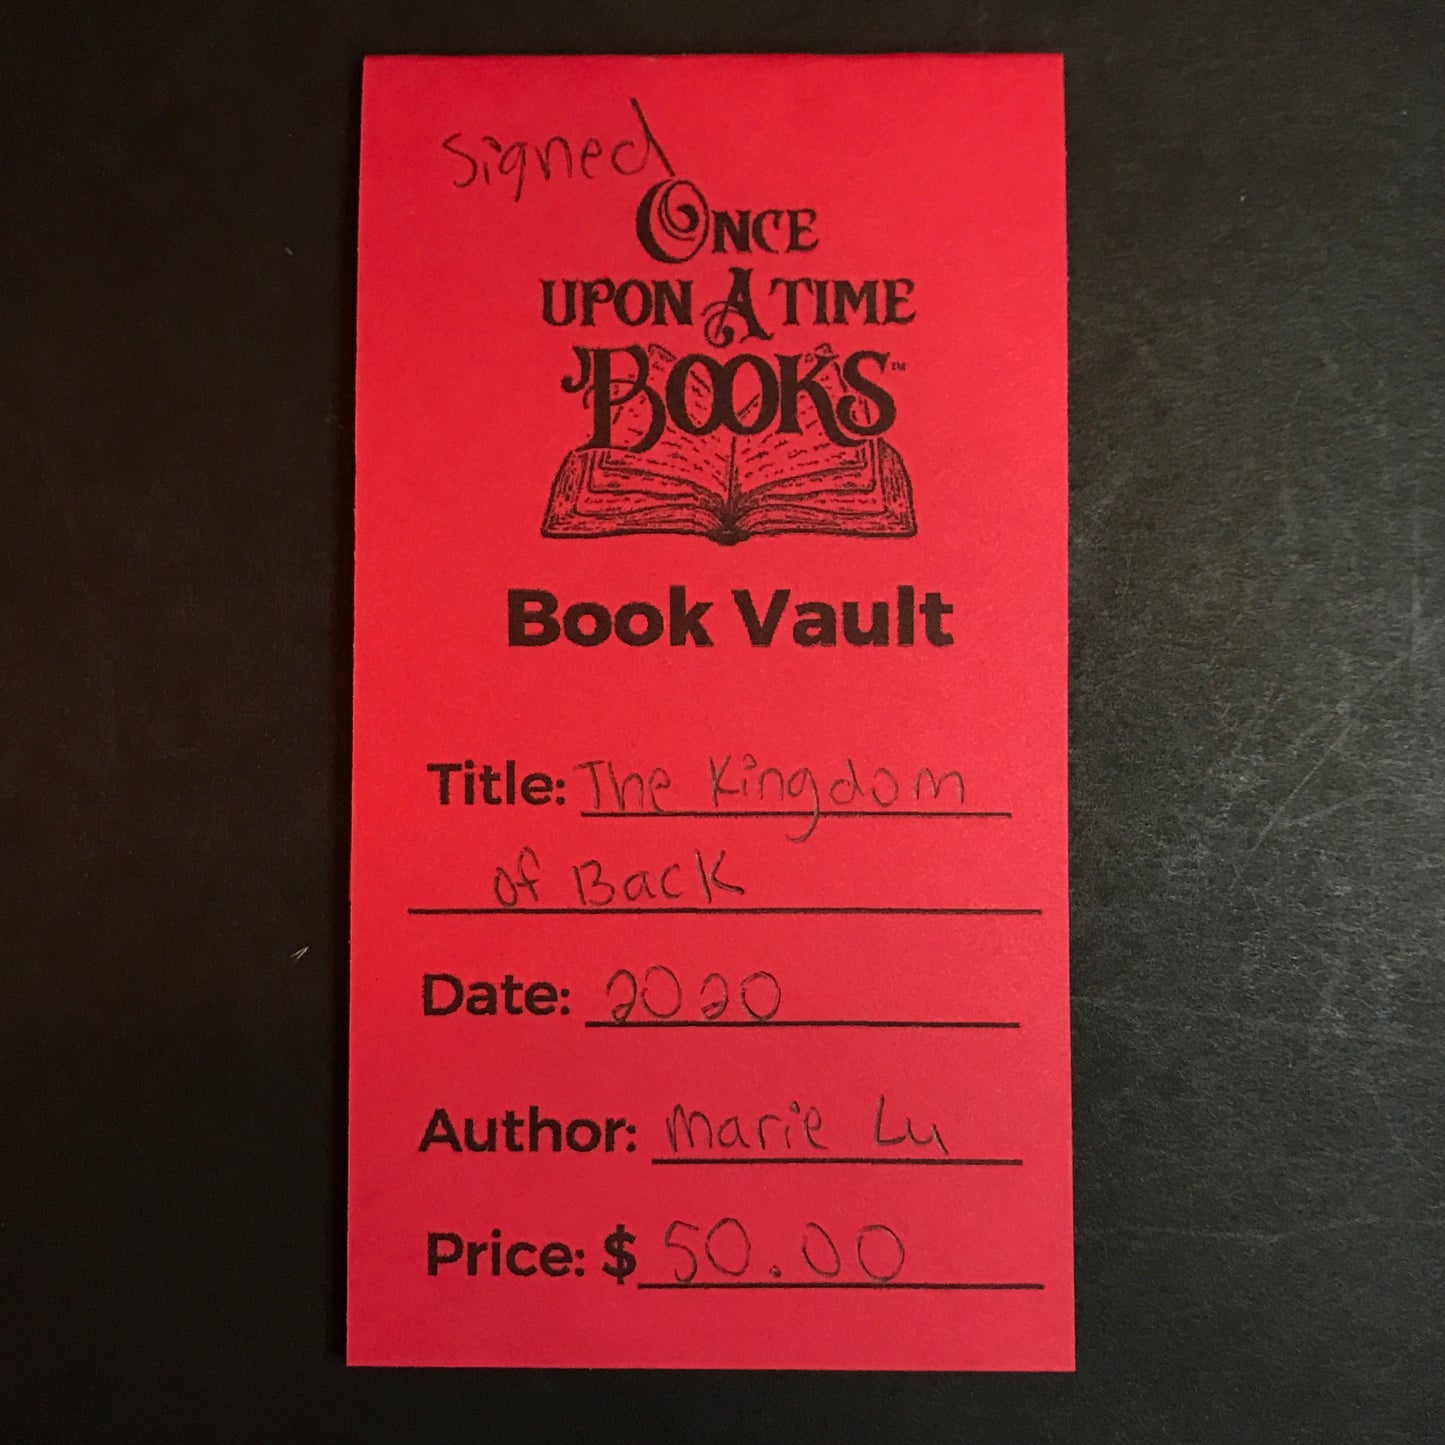 signed
ONCE
UPON A TIME
BOOKS™
Book Vault
Title: The Kingdom
of Back
Date: 2020
Author: Marie Lu
Price: $ 50.00